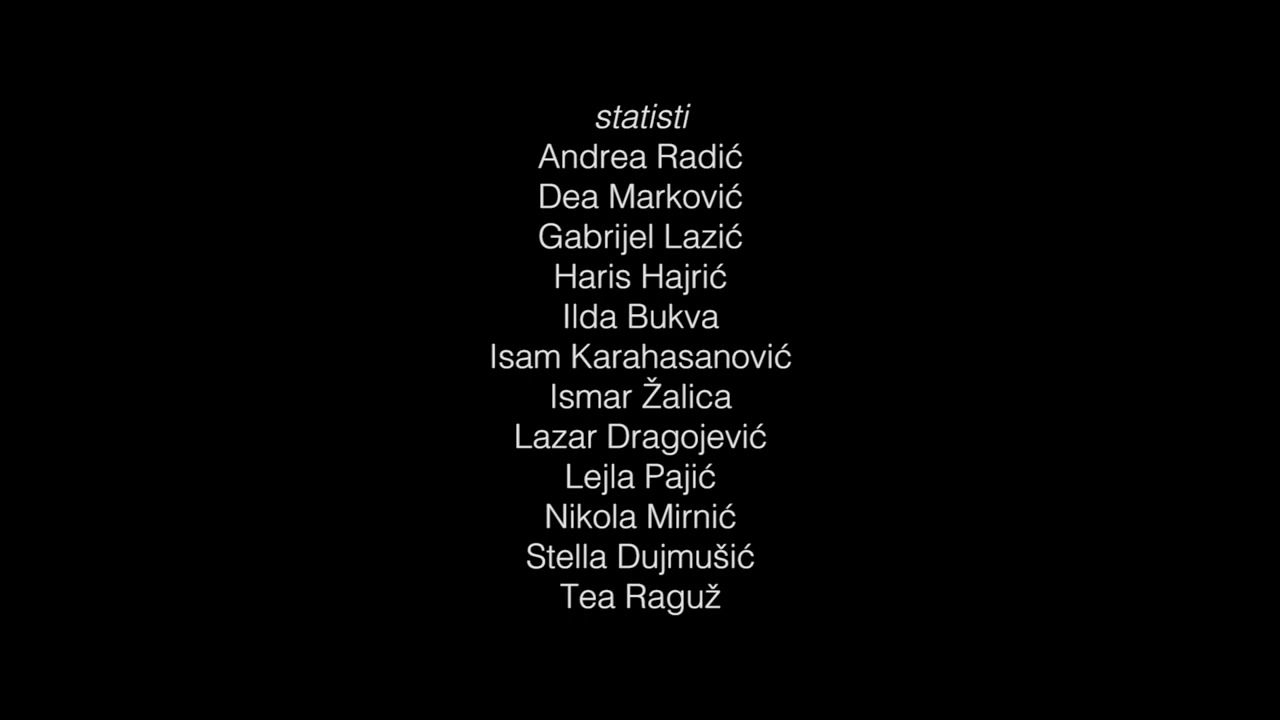 statisti
Andrea Radić
Dea Marković
Gabrijel Lazić
Haris Hajrić
Ilda Bukva
Isam Karahasanović
Ismar Žalica
Lazar Dragojević
Lejla Pajić
Nikola Mirnić
Stella Dujmušić
Tea Raguž